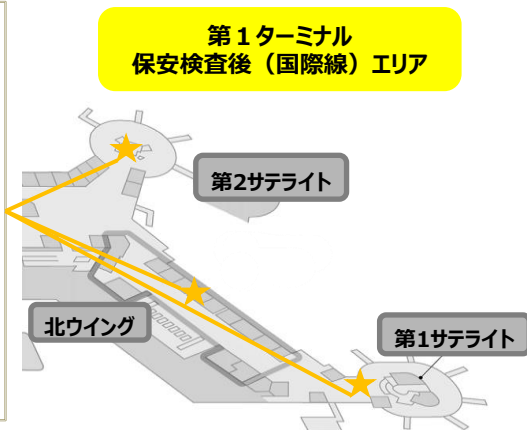 第１ターミナル
保安検査後（国際線）エリア
第2サテライト
北ウイング
第1サテライト